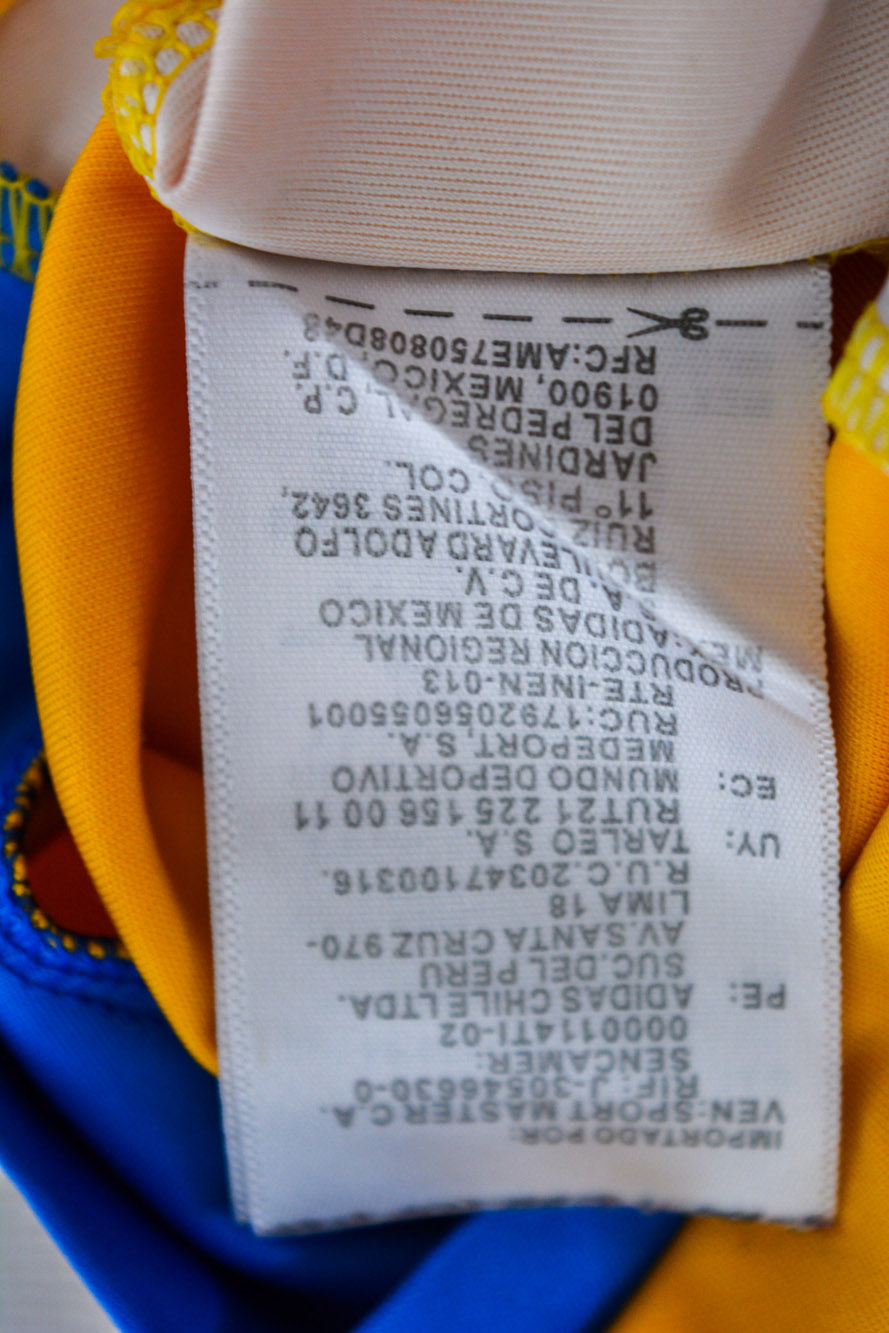 IMPORTADO POR:
VEN:SPORT MASTER C.A.
RIF: J-30546630-0
SENCAMER:
0000114TI-02
PE: ADIDAS CHILE LTDA.
SUC.DEL PERU
AV.SANTA CRUZ 970-
LIMA 18
R.U.C.20347100316.
UY: TARLEO S.A.
RUT21 225 156 00 11
EC: MUNDO DEPORTIVO
MEDEPORT, S.A.
RUC:1792056055001
RTE-INEN-013
PRODUCCION REGIONAL
MEX:ADIDAS DE MEXICO
S.A. DE C.V.
BOULEVARD ADOLFO
RUIZ CORTINES 3642,
11° PISO, COL.
JARDINES
DEL PEDREGAL C.P.
01900, MEXICO, D.F.
RFC:AME750808D48